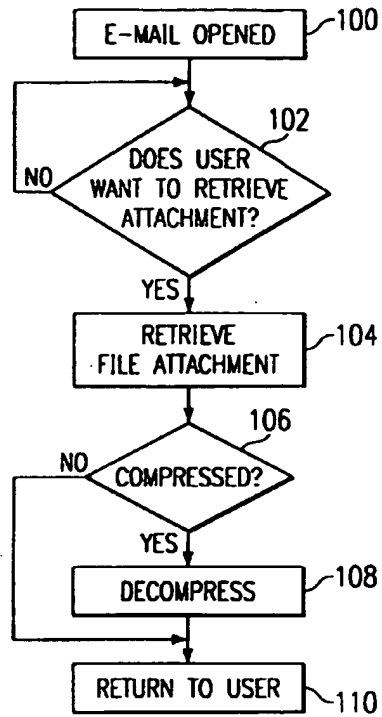 E-MAIL OPENED
100
102
DOES USER
WANT TO RETRIEVE
ATTACHMENT?
NO
YES
RETRIEVE
FILE ATTACHMENT
104
106
NO
COMPRESSED?
YES
DECOMPRESS
108
RETURN TO USER
110